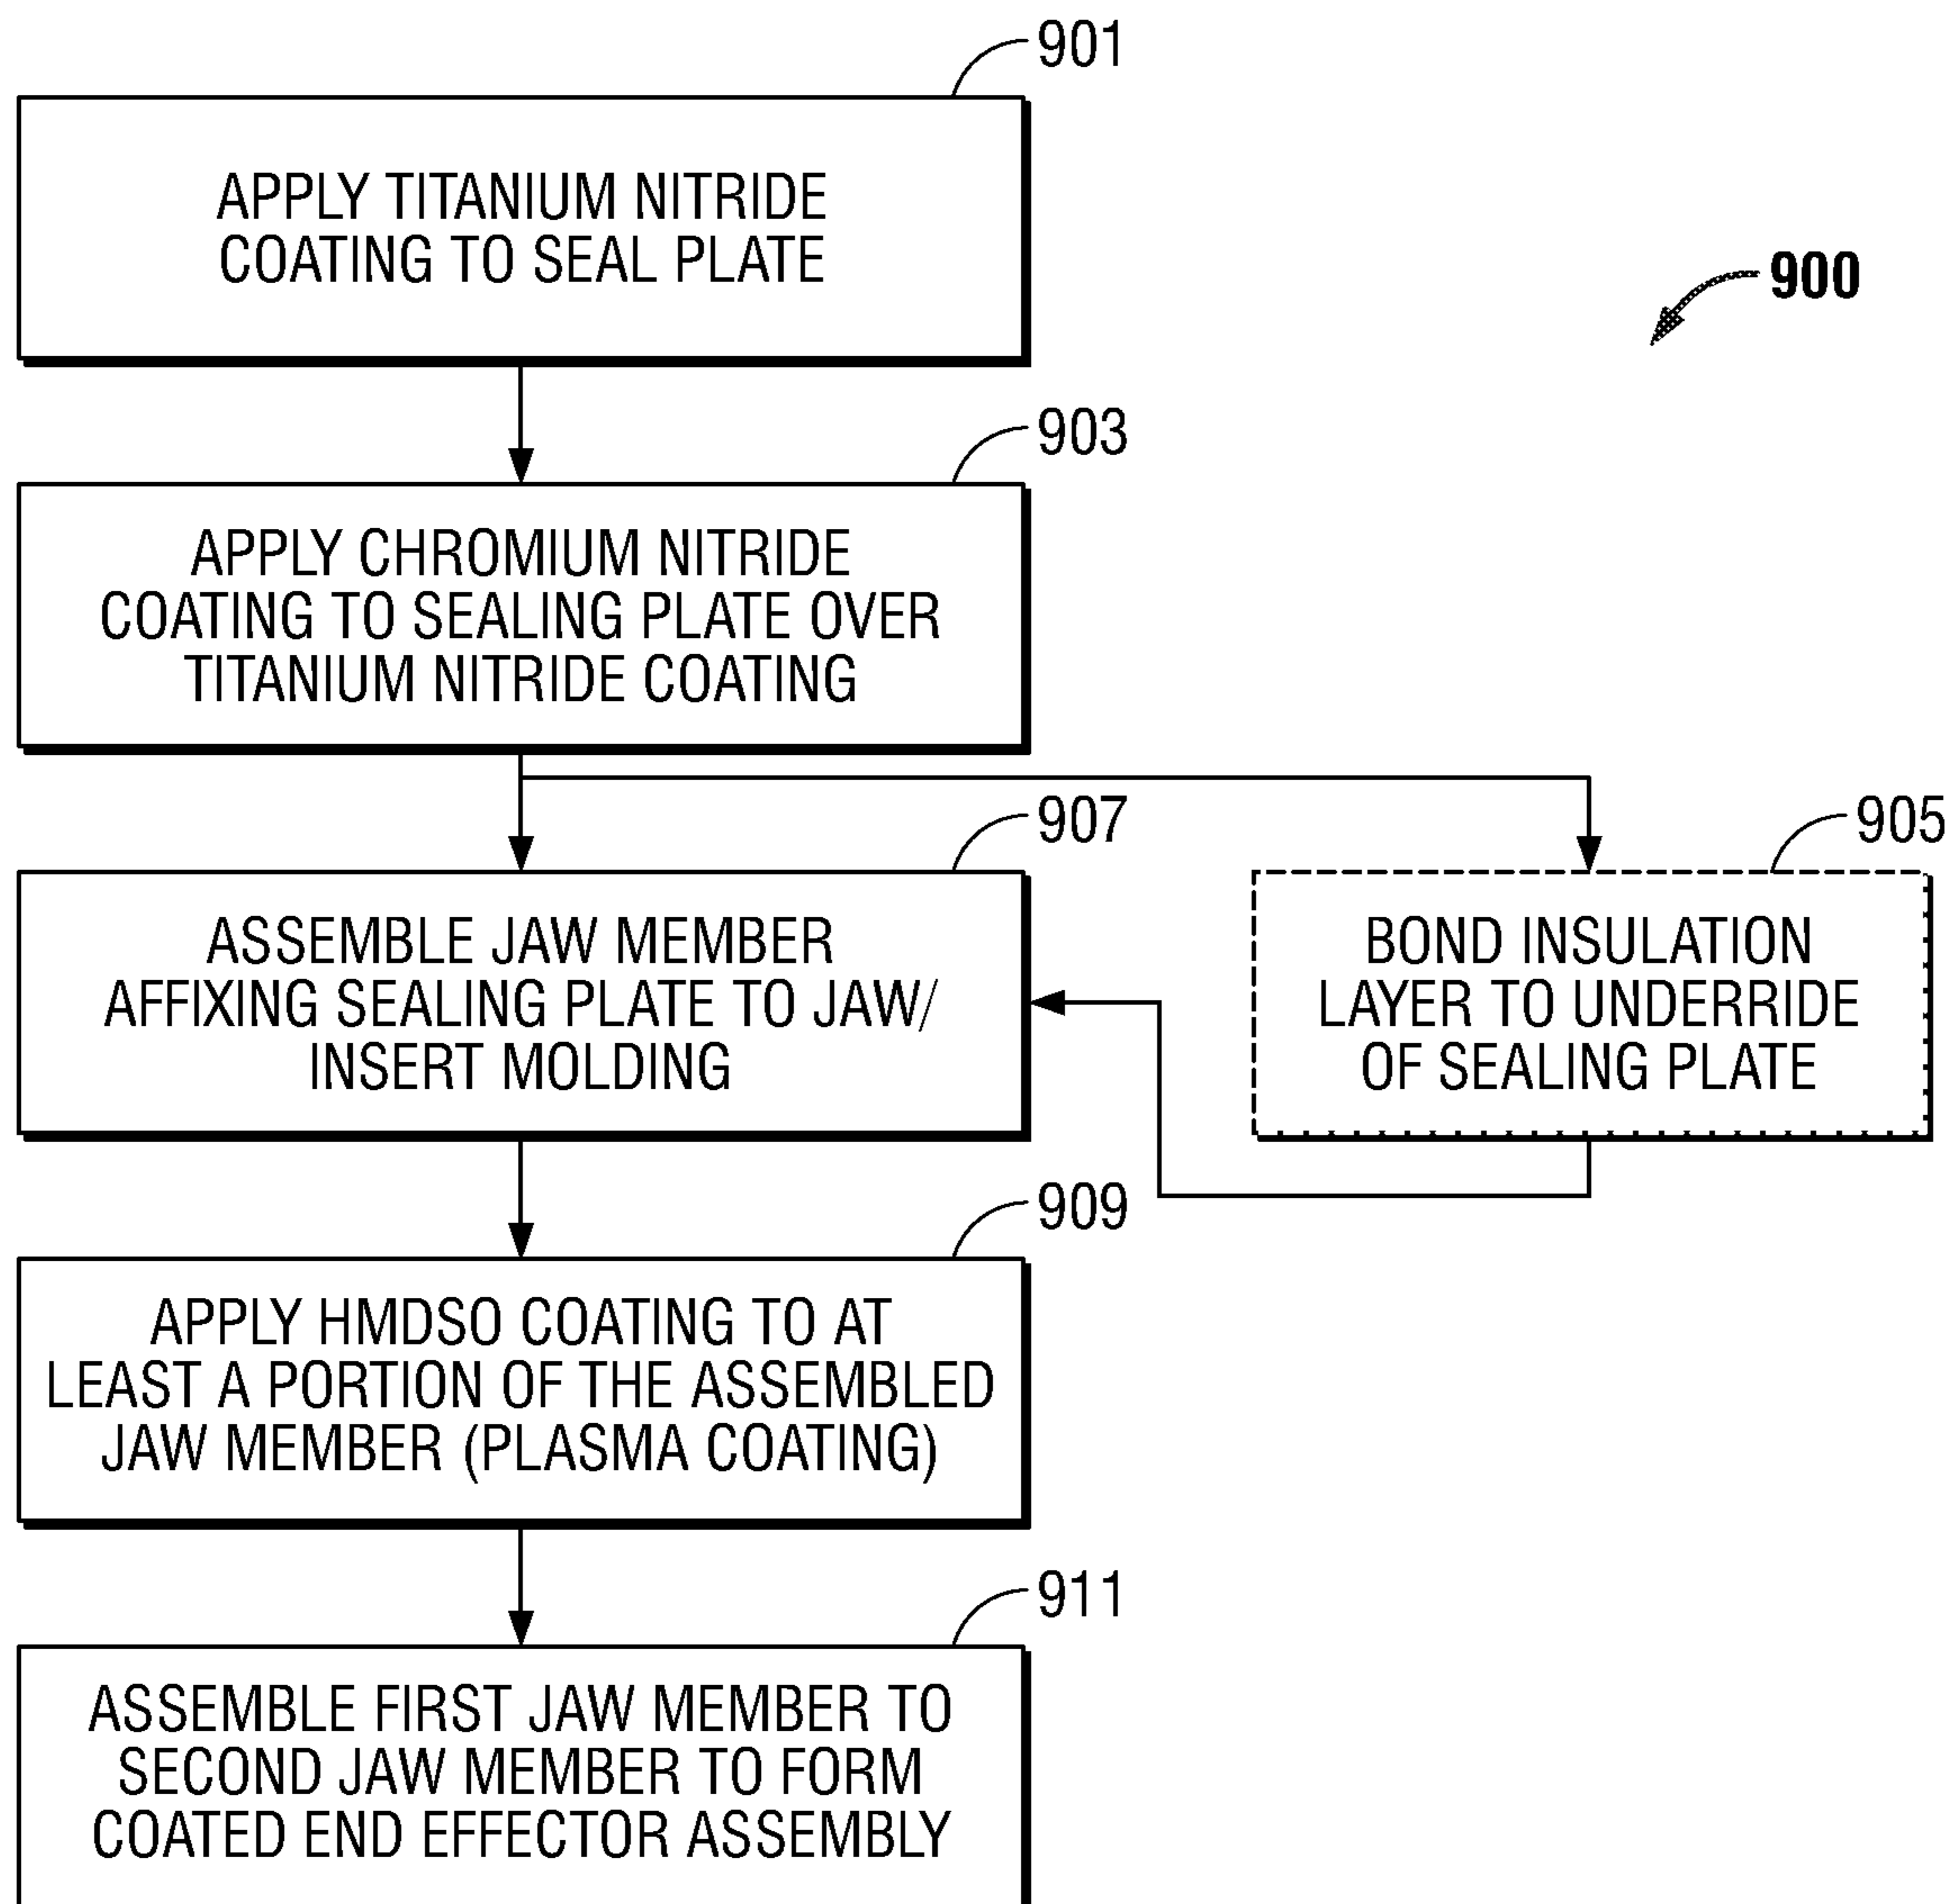 901
APPLY TITANIUM NITRIDE
COATING TO SEAL PLATE
900
903
APPLY CHROMIUM NITRIDE
COATING TO SEALING PLATE OVER
TITANIUM NITRIDE COATING
907
905
ASSEMBLE JAW MEMBER
AFFIXING SEALING PLATE TO JAW/
INSERT MOLDING
BOND INSULATION
LAYER TO UNDERRIDE
OF SEALING PLATE
909
APPLY HMDSO COATING TO AT
LEAST A PORTION OF THE ASSEMBLED
JAW MEMBER (PLASMA COATING)
911
ASSEMBLE FIRST JAW MEMBER TO
SECOND JAW MEMBER TO FORM
COATED END EFFECTOR ASSEMBLY